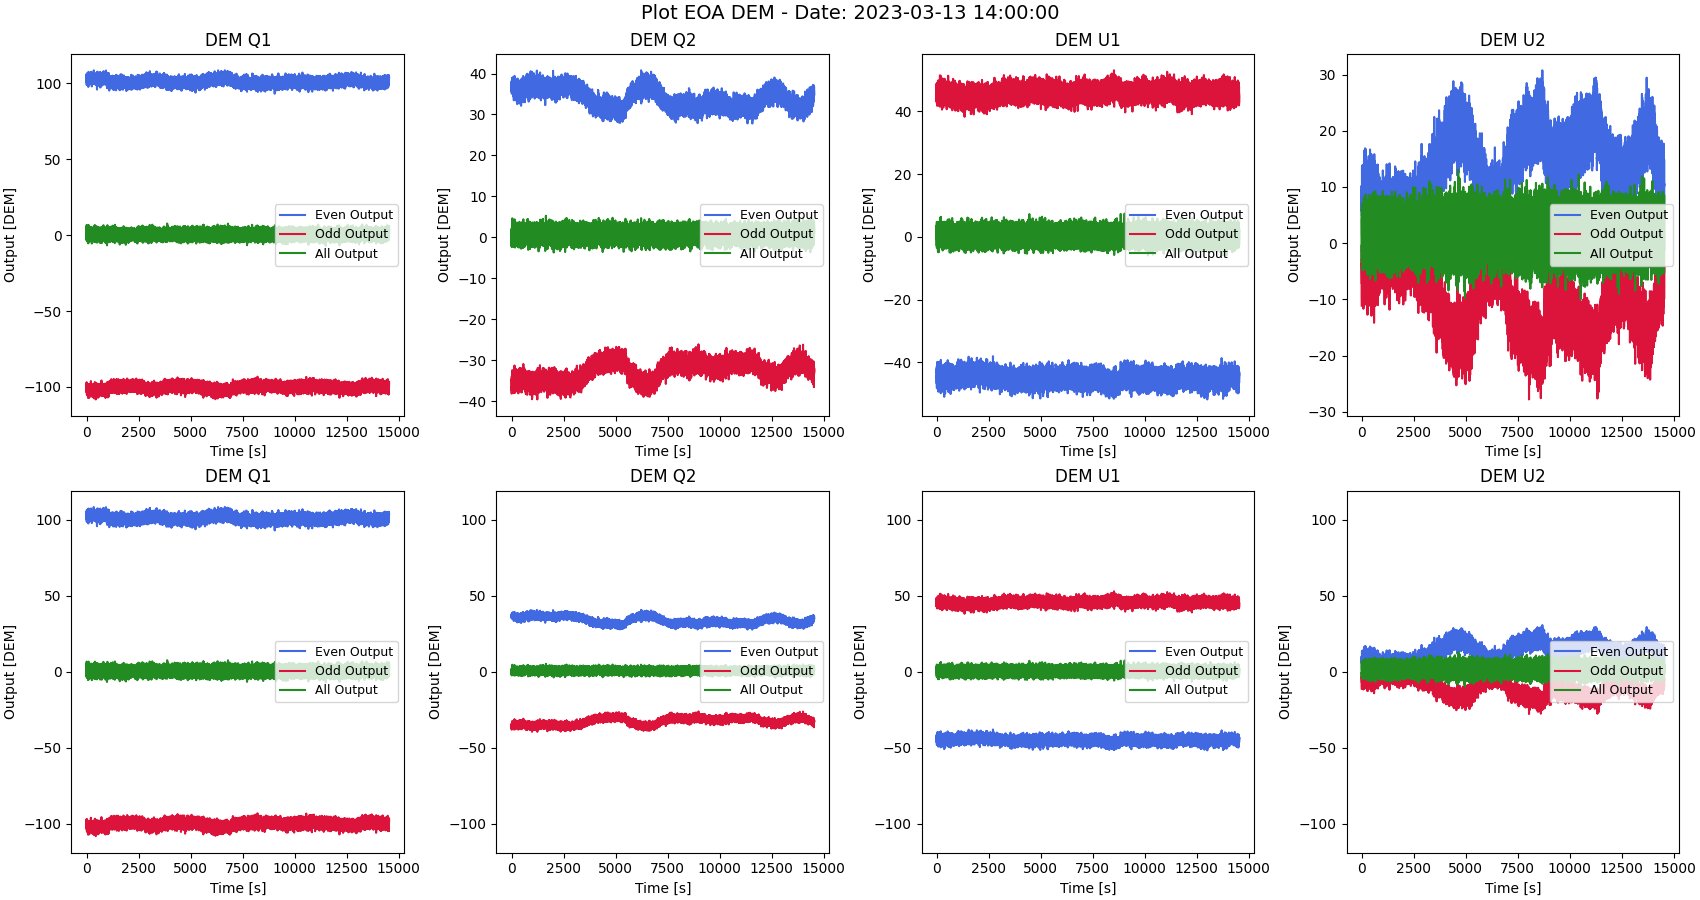 Plot EOA DEM - Date: 2023-03-13 14:00:00
DEM Q1
Output [DEM]
100
50
0
−50
−100
Even Output
Odd Output
All Output
0 2500 5000 7500 10000 12500 15000
Time [s]
DEM Q2
Output [DEM]
40
30
20
10
0
−10
−20
−30
−40
Even Output
Odd Output
All Output
0 2500 5000 7500 10000 12500 15000
Time [s]
DEM U1
Output [DEM]
40
20
0
−20
−40
Even Output
Odd Output
All Output
0 2500 5000 7500 10000 12500 15000
Time [s]
DEM U2
Output [DEM]
30
20
10
0
−10
−20
−30
Even Output
Odd Output
All Output
0 2500 5000 7500 10000 12500 15000
Time [s]
DEM Q1
Output [DEM]
100
50
0
−50
−100
Even Output
Odd Output
All Output
0 2500 5000 7500 10000 12500 15000
Time [s]
DEM Q2
Output [DEM]
100
50
0
−50
−100
Even Output
Odd Output
All Output
0 2500 5000 7500 10000 12500 15000
Time [s]
DEM U1
Output [DEM]
100
50
0
−50
−100
Even Output
Odd Output
All Output
0 2500 5000 7500 10000 12500 15000
Time [s]
DEM U2
Output [DEM]
100
50
0
−50
−100
Even Output
Odd Output
All Output
0 2500 5000 7500 10000 12500 15000
Time [s]